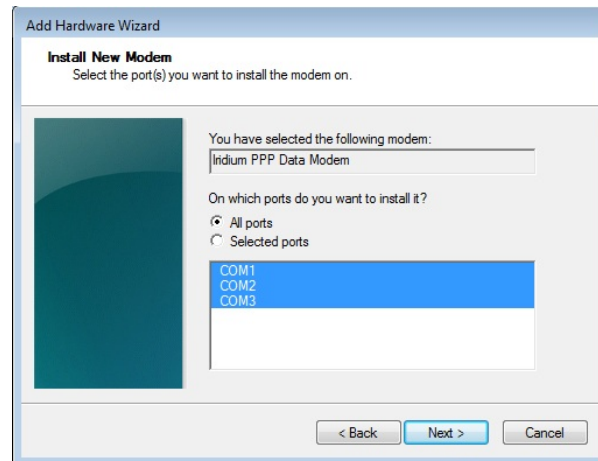 Add Hardware Wizard
Install New Modem
Select the port(s) you want to install the modem on.
You have selected the following modem:
Iridium PPP Data Modem
On which ports do you want to install it?
All ports
Selected ports
COM1
COM2
COM3
< Back
Next >
Cancel